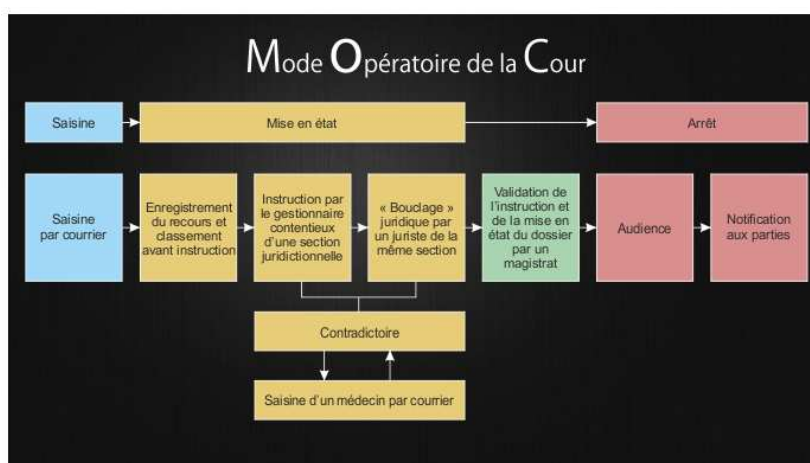 Mode Opératoire de la Cour
Saisine
Mise en état
Arrêt
Saisine
par courrier
Enregistrement
du recours et
classement
avant instruction
Instruction par
le gestionnaire
contentieux
d'une section
juridictionnelle
« Bouclage »
juridique par
un juriste de la
même section
Validation de
l'instruction et
de la mise en
état du dossier
par un
magistrat
Audience
Notification
aux parties
Contradictoire
Saisine d'un médecin par courrier